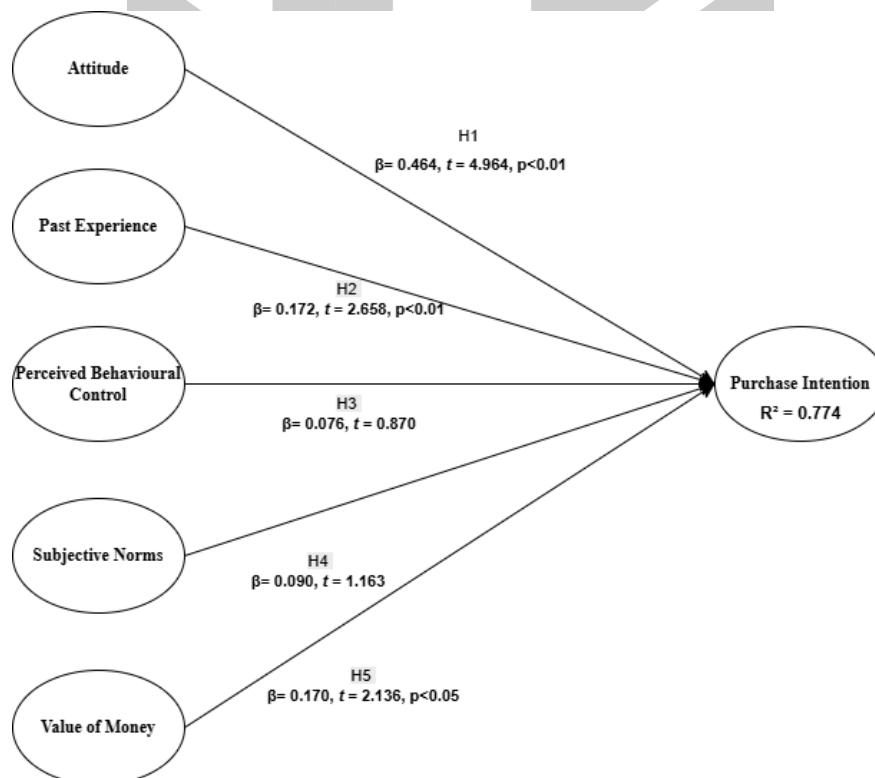 Attitude
H1
β= 0.464, t = 4.964, p<0.01
Past Experience
H2
β= 0.172, t = 2.658, p<0.01
Perceived Behavioural
Control
H3
β= 0.076, t = 0.870
Purchase Intention
R² = 0.774
Subjective Norms
H4
β= 0.090, t = 1.163
H5
β= 0.170, t = 2.136, p<0.05
Value of Money